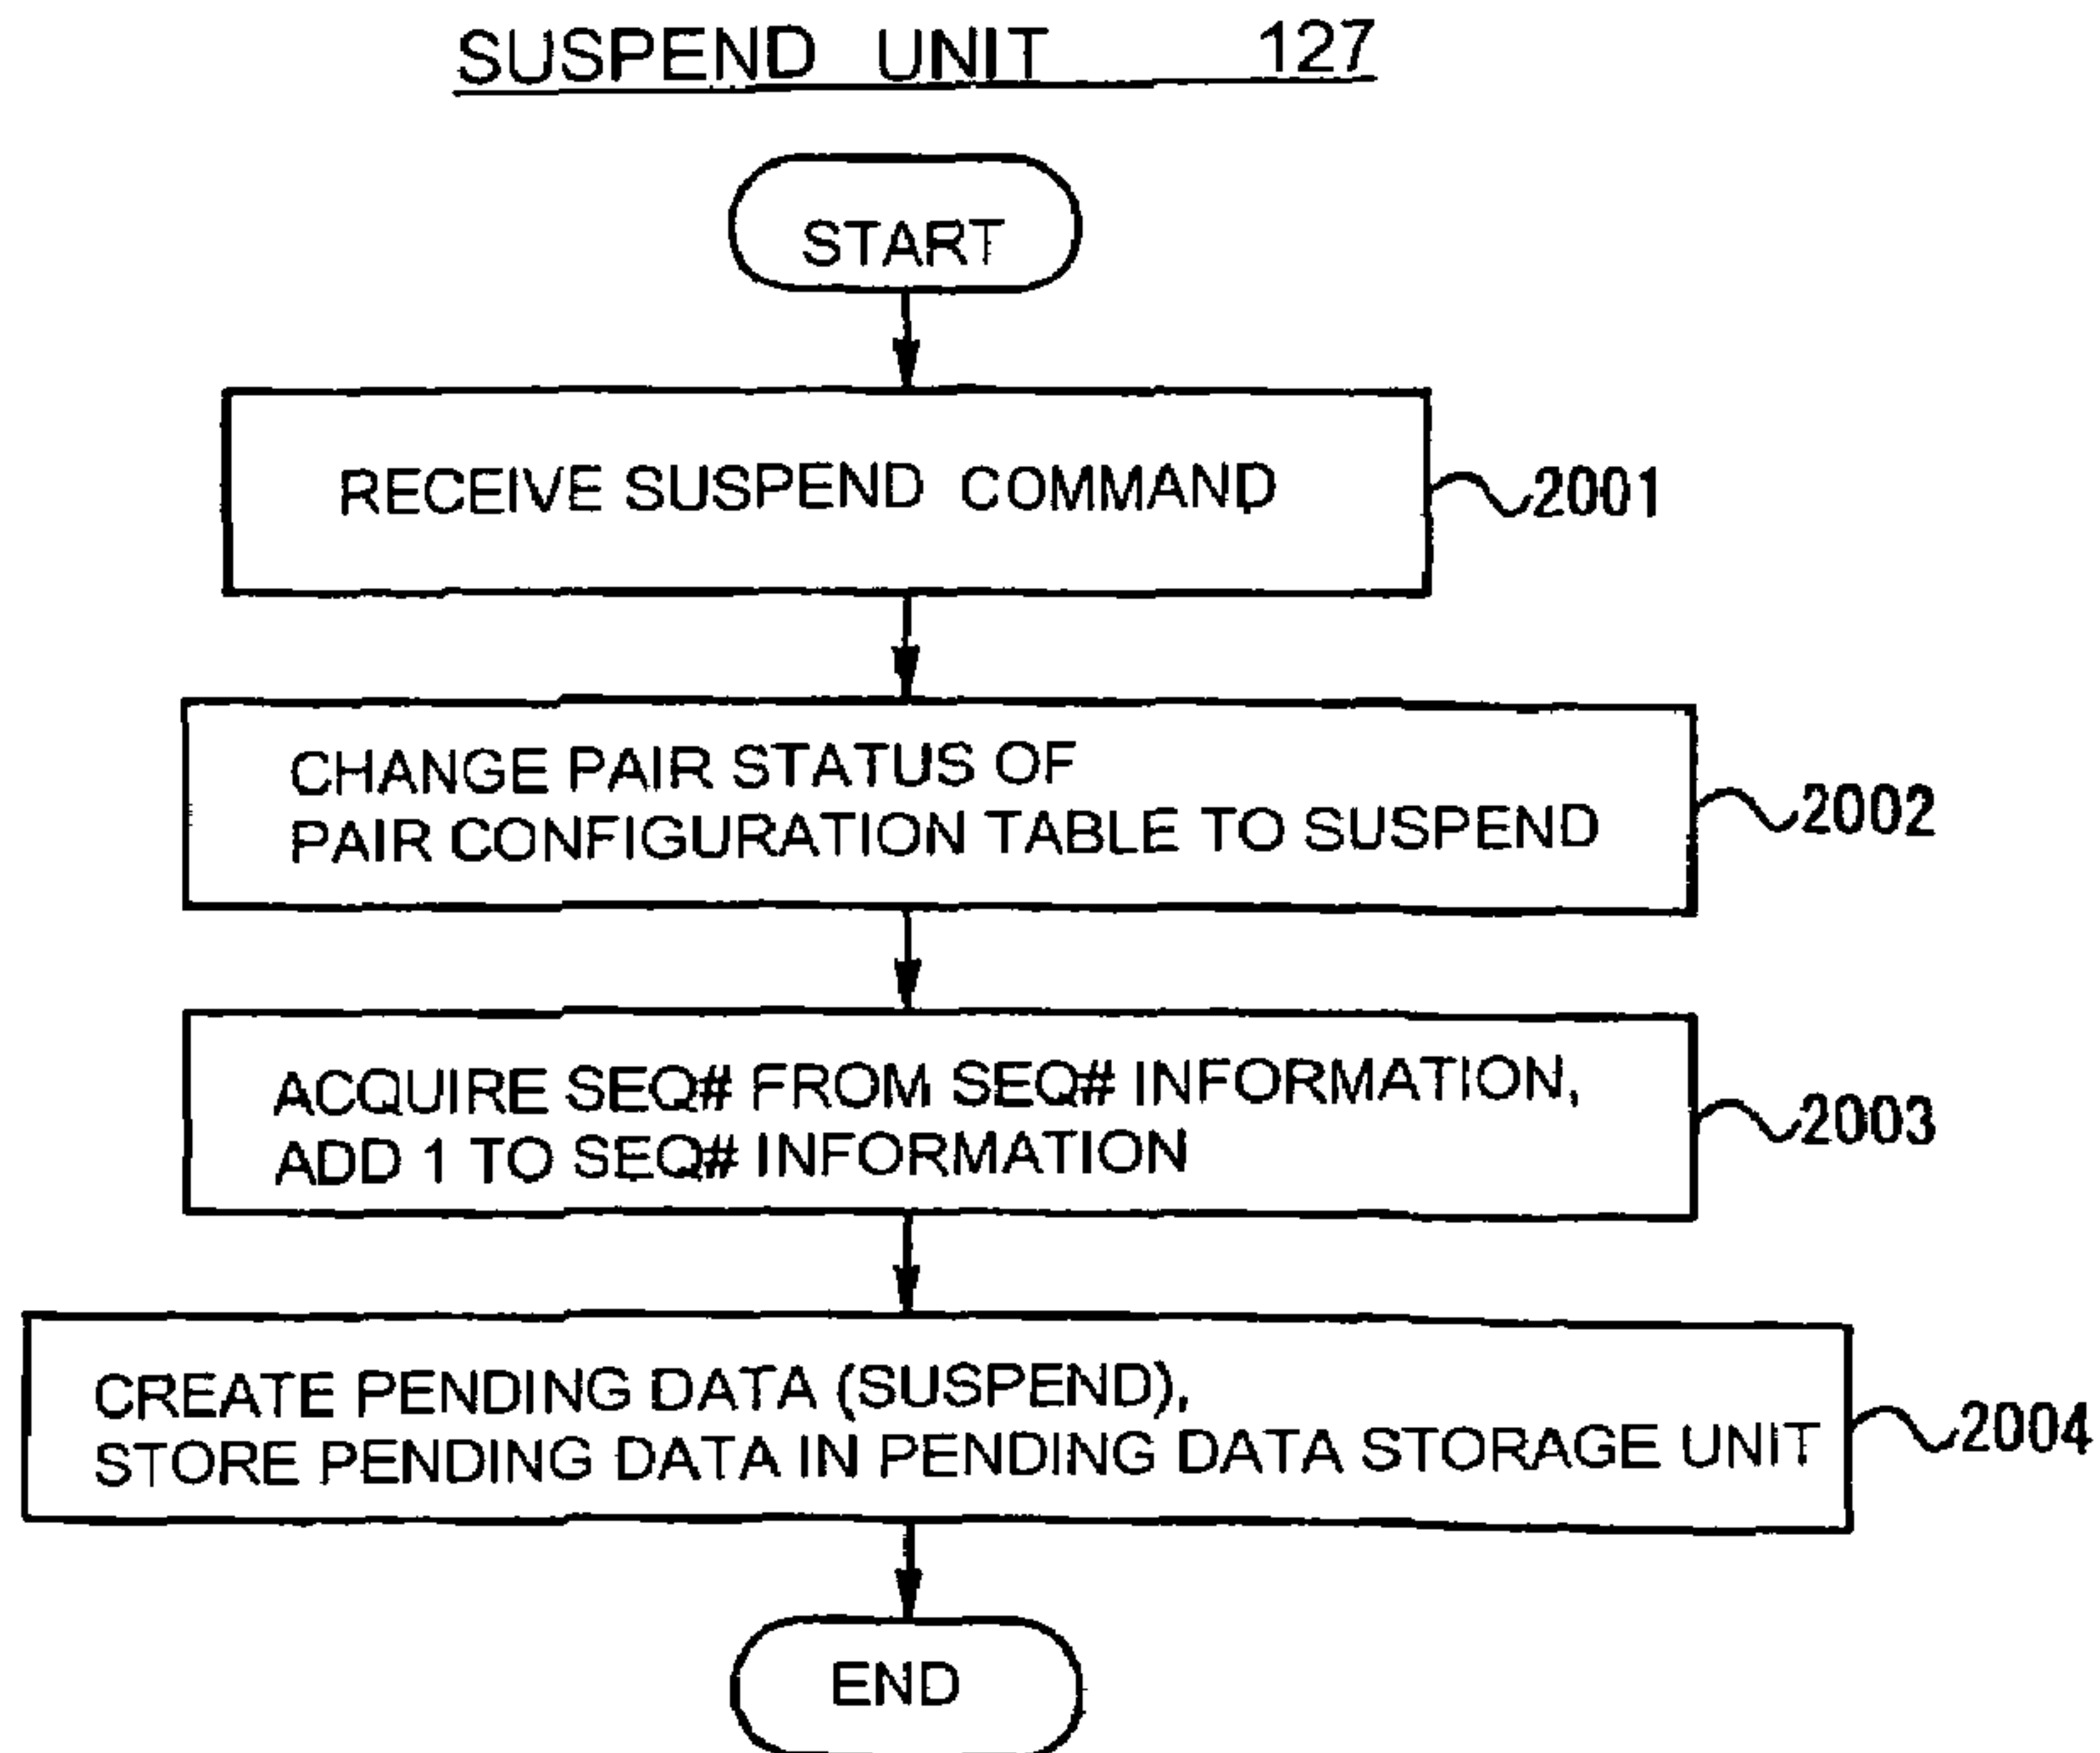 SUSPEND UNIT 127
START
RECEIVE SUSPEND COMMAND
2001
CHANGE PAIR STATUS OF
PAIR CONFIGURATION TABLE TO SUSPEND
2002
ACQUIRE SEQ# FROM SEQ# INFORMATION,
ADD 1 TO SEQ# INFORMATION
2003
CREATE PENDING DATA (SUSPEND),
STORE PENDING DATA IN PENDING DATA STORAGE UNIT
2004
END